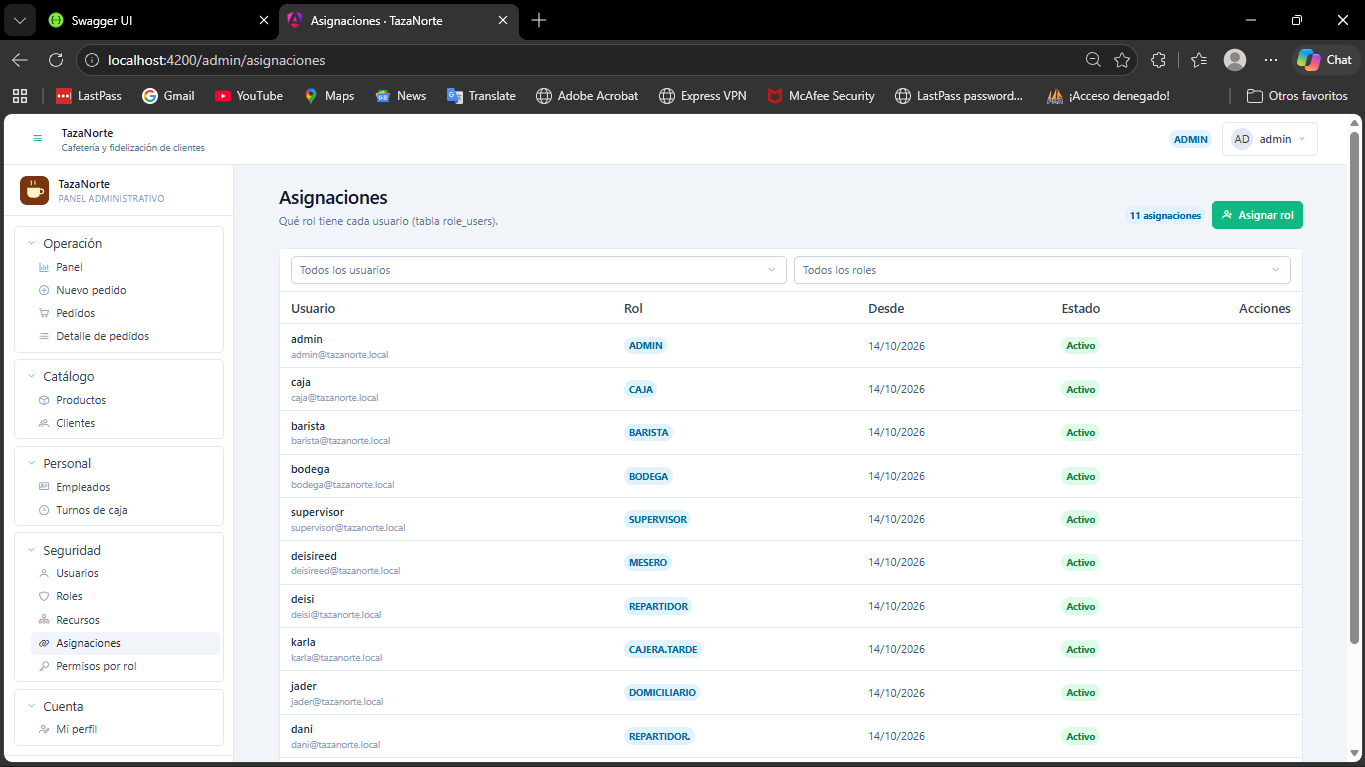 Swagger UI
Asignaciones · TazaNorte
localhost:4200/admin/asignaciones
Chat
LastPass
Gmail
YouTube
Maps
News
Translate
Adobe Acrobat
Express VPN
McAfee Security
LastPass password...
¡Acceso denegado!
Otros favoritos
TazaNorte
Cafetería y fidelización de clientes
ADMIN
AD admin
TazaNorte
PANEL ADMINISTRATIVO
Operación
Panel
Nuevo pedido
Pedidos
Detalle de pedidos
Catálogo
Productos
Clientes
Personal
Empleados
Turnos de caja
Seguridad
Usuarios
Roles
Recursos
Asignaciones
Permisos por rol
Cuenta
Mi perfil
Asignaciones
Qué rol tiene cada usuario (tabla role_users).
11 asignaciones
Asignar rol
Todos los usuarios
Todos los roles
Usuario Rol Desde Estado Acciones
admin
admin@tazanorte.local
ADMIN 14/10/2026 Activo
caja
caja@tazanorte.local
CAJA 14/10/2026 Activo
barista
barista@tazanorte.local
BARISTA 14/10/2026 Activo
bodega
bodega@tazanorte.local
BODEGA 14/10/2026 Activo
supervisor
supervisor@tazanorte.local
SUPERVISOR 14/10/2026 Activo
deisireed
deisireed@tazanorte.local
MESERO 14/10/2026 Activo
deisi
deisi@tazanorte.local
REPARTIDOR 14/10/2026 Activo
karla
karla@tazanorte.local
CAJERA.TARDE 14/10/2026 Activo
jader
jader@tazanorte.local
DOMICILIARIO 14/10/2026 Activo
dani
dani@tazanorte.local
REPARTIDOR. 14/10/2026 Activo